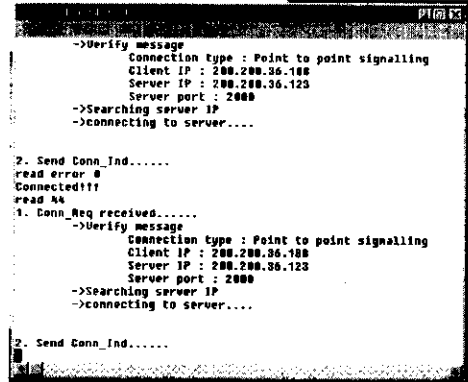 ->Verify message
Connection type : Point to point signalling
Client IP : 200.200.36.188
Server IP : 200.200.36.123
Server port : 2000
->Searching server IP
->connecting to server....
2. Send Conn_Ind......
read error 0
Connected!!!
read 44
1. Conn_Req received......
->Verify message
Connection type : Point to point signalling
Client IP : 200.200.36.188
Server IP : 200.200.36.123
Server port : 2000
->Searching server IP
->connecting to server....
2. Send Conn_Ind......